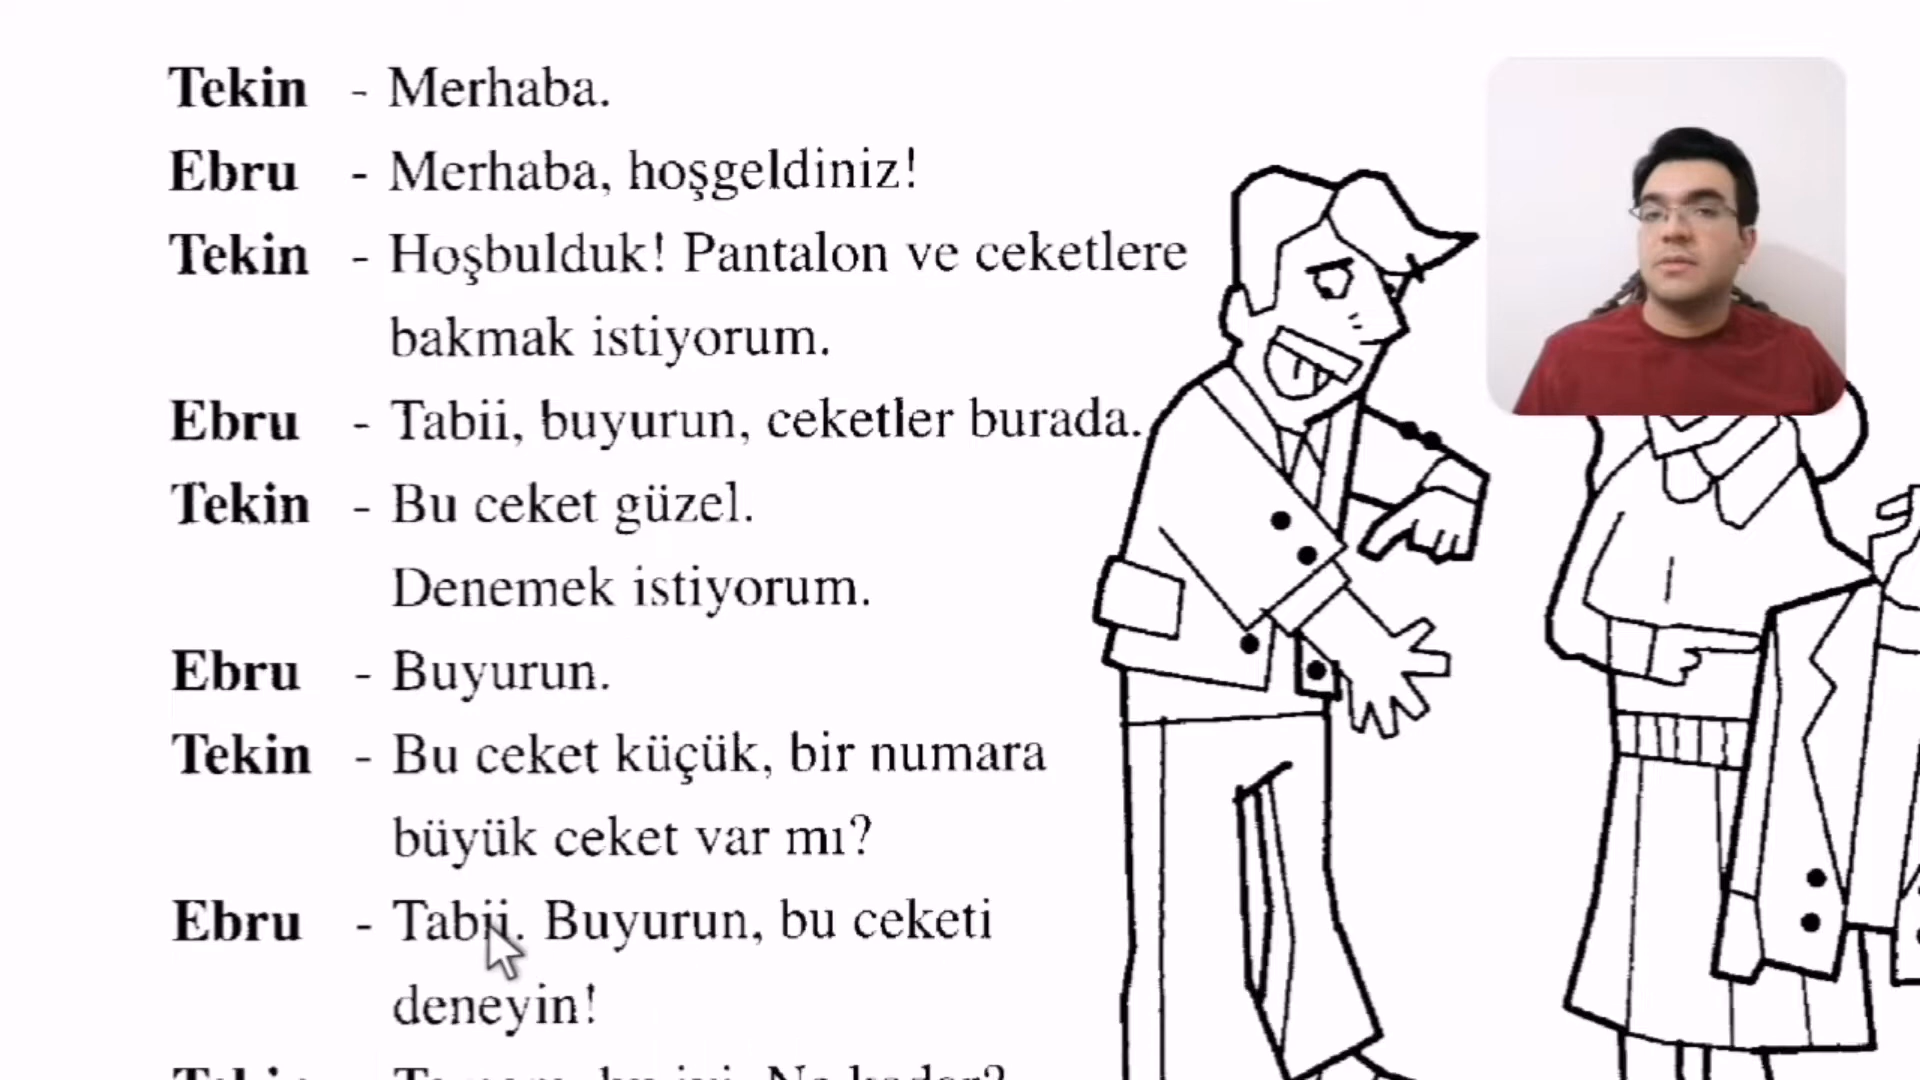 Tekin - Merhaba.
Ebru - Merhaba, hoşgeldiniz!
Tekin - Hoşbulduk! Pantalon ve ceketlere
bakmak istiyorum.
Ebru - Tabii, buyurun, ceketler burada.
Tekin - Bu ceket güzel.
Denemek istiyorum.
Ebru - Buyurun.
Tekin - Bu ceket küçük, bir numara
büyük ceket var mı?
Ebru - Tabii. Buyurun, bu ceketi
deneyin!